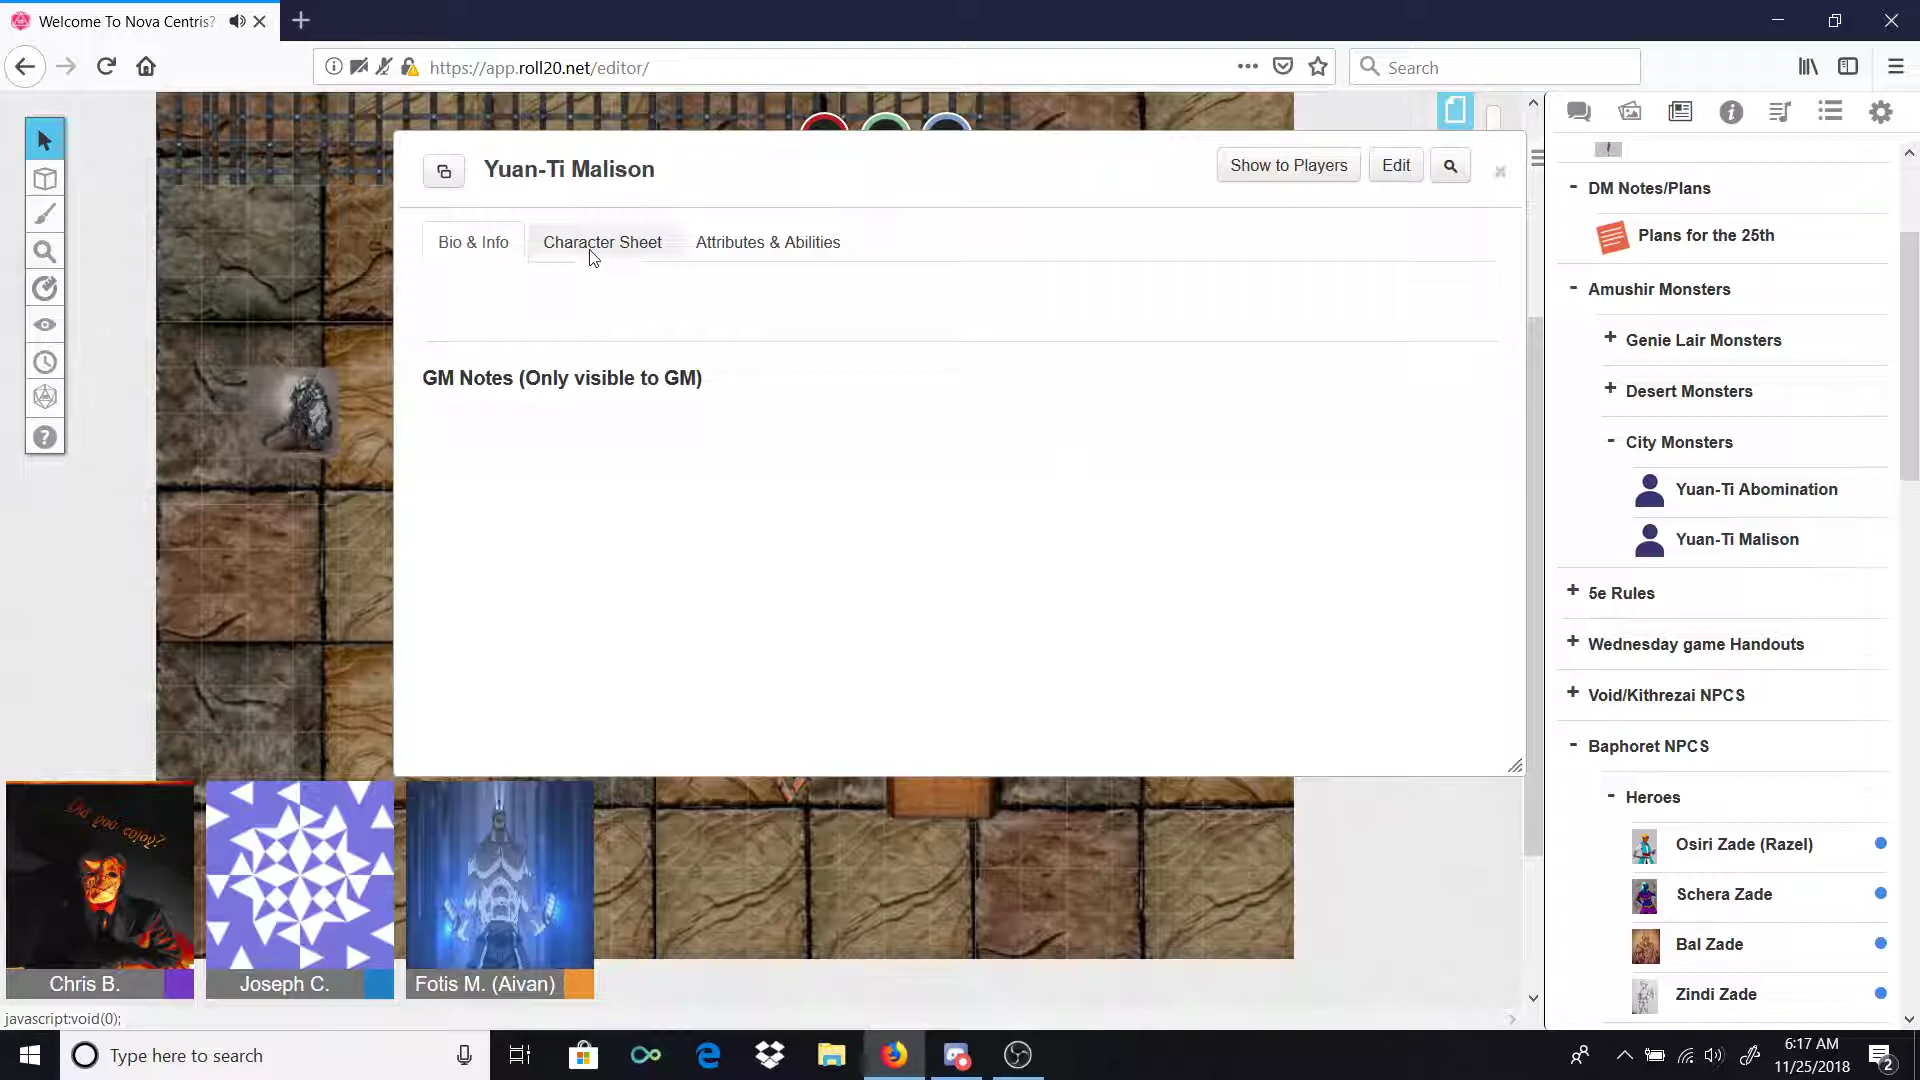 Welcome To Nova Centris?
https://app.roll20.net/editor/
Search
Yuan-Ti Malison
Show to Players
Edit
Bio & Info
Character Sheet
Attributes & Abilities
GM Notes (Only visible to GM)
DM Notes/Plans
Plans for the 25th
Amushir Monsters
Genie Lair Monsters
Desert Monsters
City Monsters
Yuan-Ti Abomination
Yuan-Ti Malison
5e Rules
Wednesday game Handouts
Void/Kithrezai NPCS
Baphoret NPCS
Heroes
Osiri Zade (Razel)
Schera Zade
Bal Zade
Zindi Zade
Did you enjoy?
Chris B.
Joseph C.
Fotis M. (Aivan)
javascript:void(0);
Type here to search
6:17 AM
11/25/2018
2